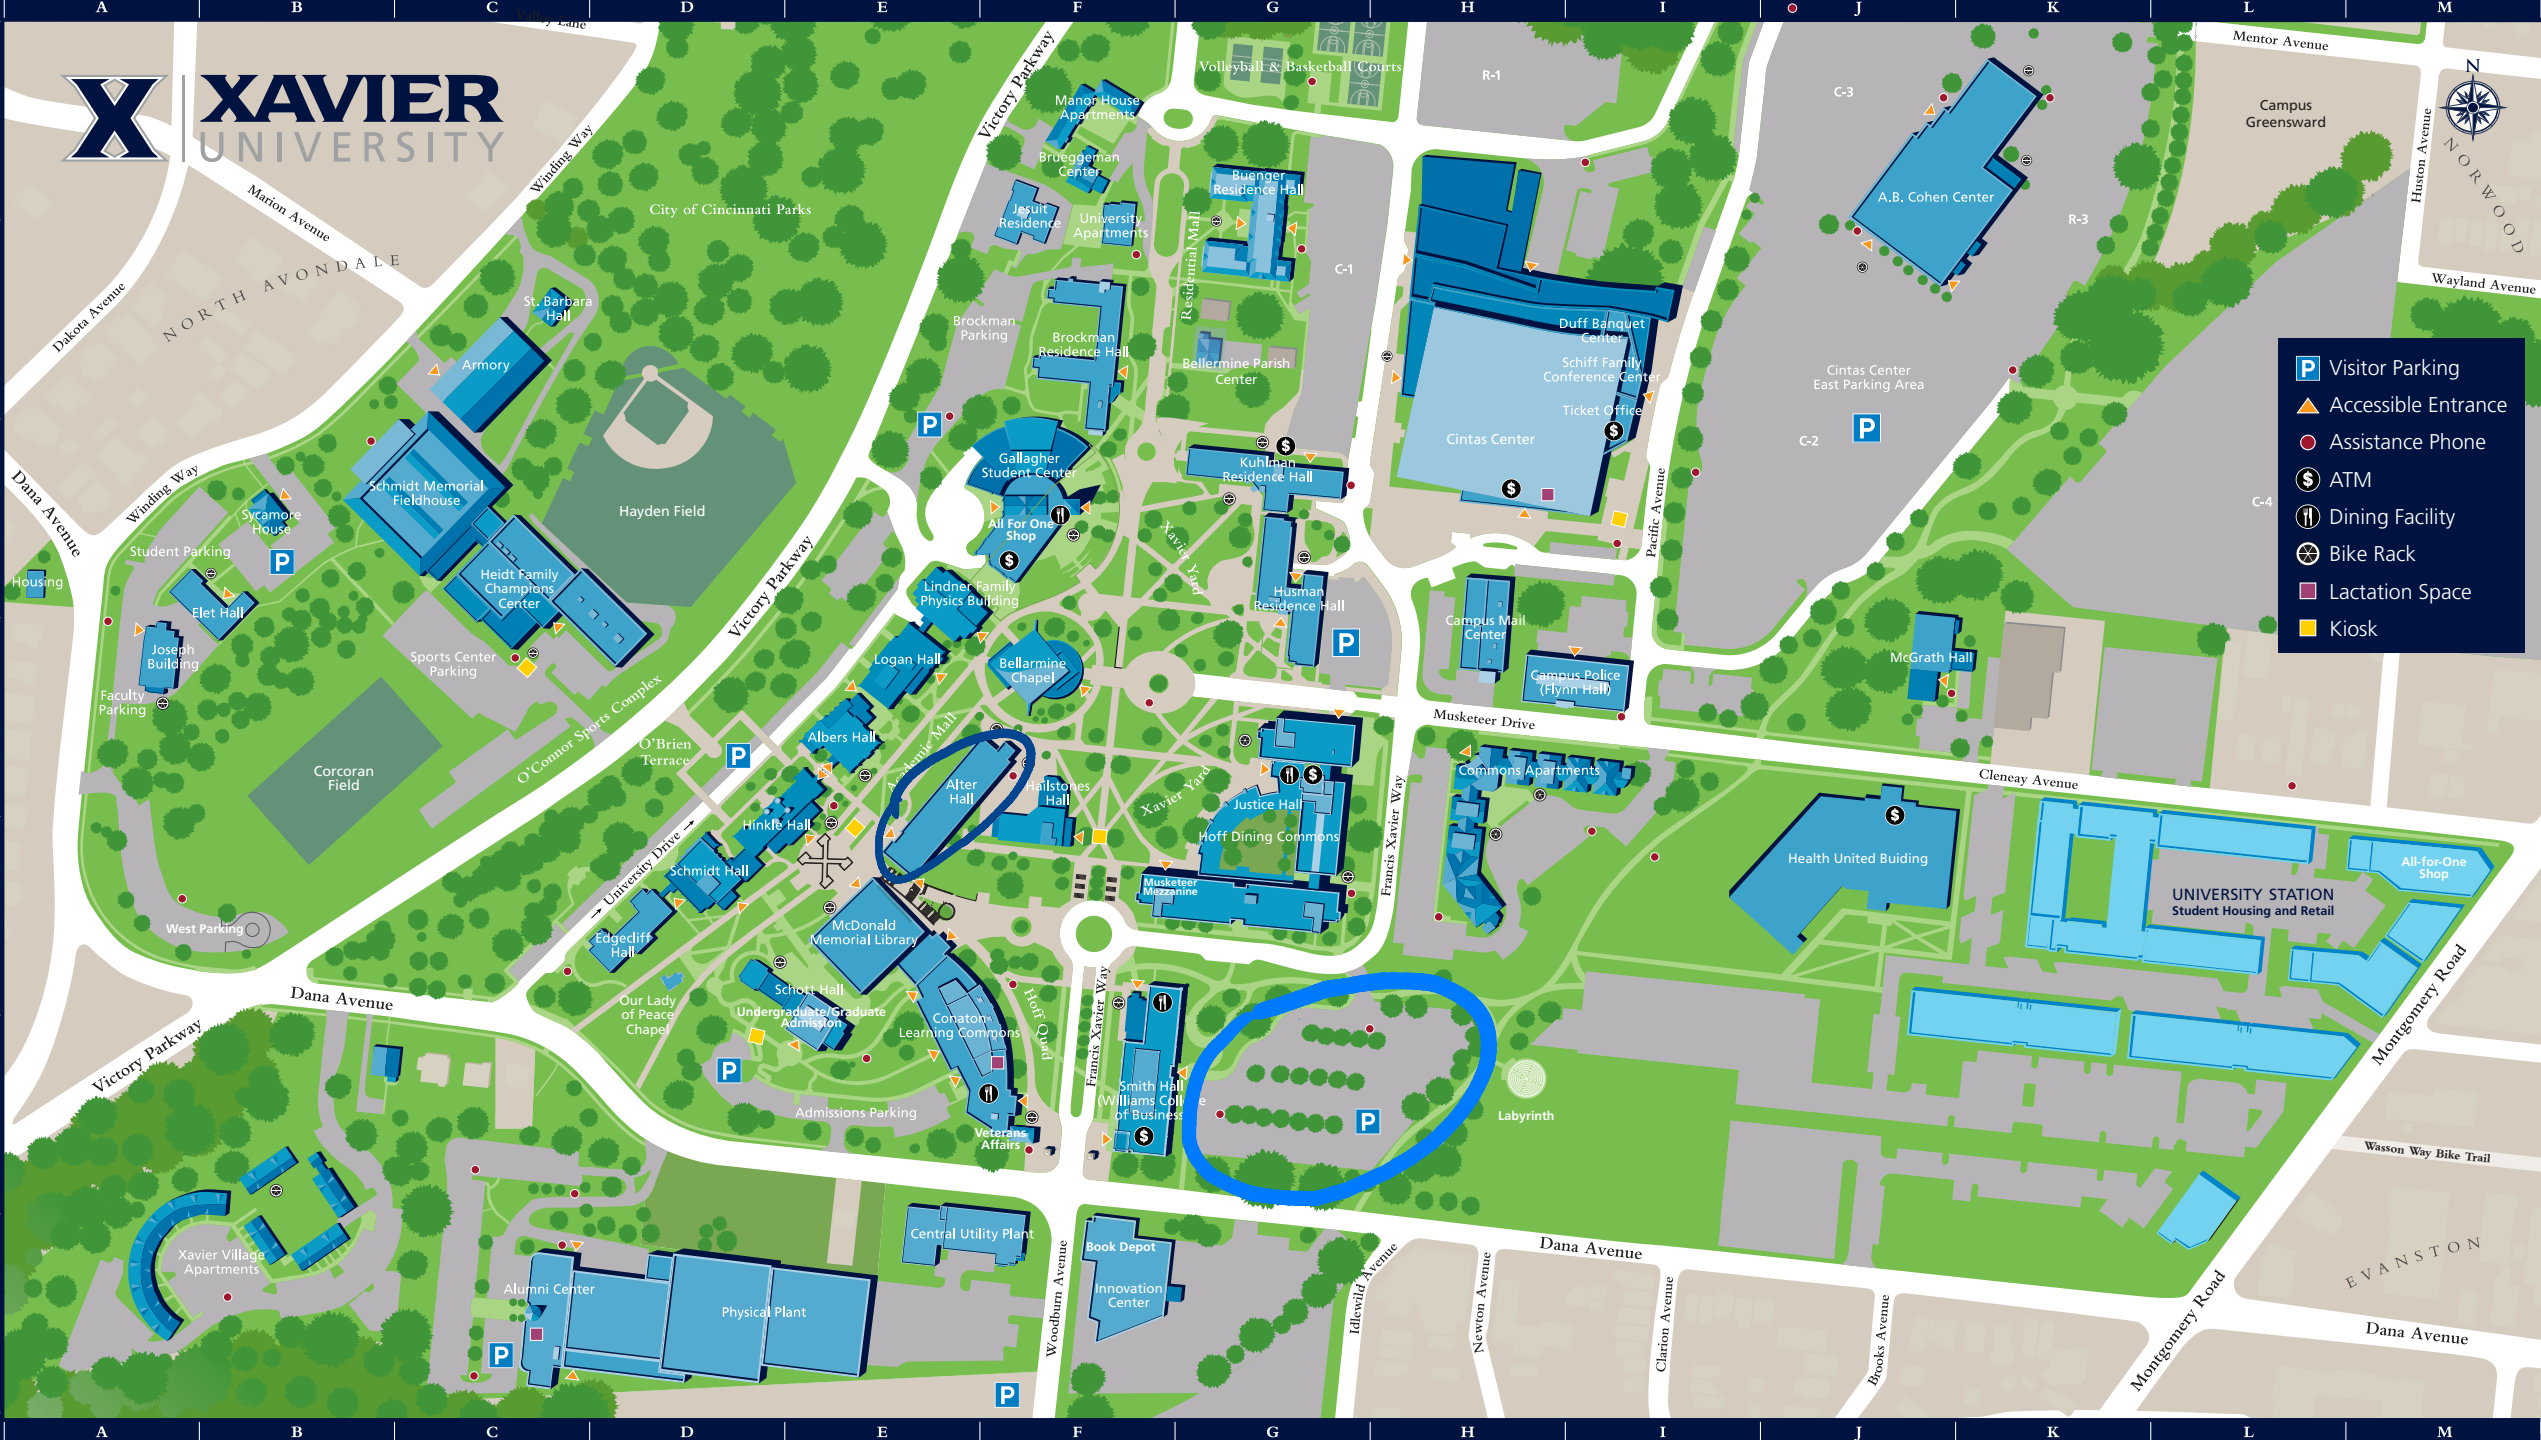 A B C D E F G H I J K L M
Valley Lane
Mentor Avenue
XAVIER
UNIVERSITY
Winding Way
Marion Avenue
Dakota Avenue
NORTH AVONDALE
City of Cincinnati Parks
Victory Parkway
Manor House
Apartments
Brueggeman
Center
Jesuit
Residence
University
Apartments
Volleyball & Basketball Courts
Buenger
Residence Hall
Residential Mall
R-1
C-1
C-3
R-3
A.B. Cohen Center
Campus
Greensward
Huston Avenue
N
NORWOOD
Wayland Avenue
St. Barbara
Hall
Armory
Brockman
Parking
Brockman
Residence Hall
Bellermine Parish
Center
Duff Banquet
Center
Schiff Family
Conference Center
Ticket Office
Cintas Center
$
Cintas Center
East Parking Area
P
C-2
C-4
P Visitor Parking
Accessible Entrance
Assistance Phone
$ ATM
Dining Facility
Bike Rack
Lactation Space
Kiosk
Dana Avenue
Winding Way
Schmidt Memorial
Fieldhouse
Sycamore
House
P
Student Parking
Housing
Elet Hall
Joseph
Building
Faculty
Parking
Heidt Family
Champions
Center
Sports Center
Parking
Hayden Field
Victory Parkway
P
Gallagher
Student Center
All For One
Shop
$
Lindner Family
Physics Building
Logan Hall
Bellarmine
Chapel
$
Kuhlman
Residence Hall
Xavier Yard
Husman
Residence Hall
P
$
Pacific Avenue
Campus Mail
Center
Campus Police
(Flynn Hall)
McGrath Hall
Musketeer Drive
Cleneay Avenue
Corcoran
Field
O'Connor Sports Complex
O'Brien
Terrace
P
Albers Hall
Academic Mall
Alter
Hall
Hailstones
Hall
Xavier Yard
$
Justice Hall
Hoff Dining Commons
Musketeer
Mezzanine
Francis Xavier Way
Commons Apartments
$
Health United Buiding
All-for-One
Shop
UNIVERSITY STATION
Student Housing and Retail
Hinkle Hall
Schmidt Hall
University Drive
Edgecliff
Hall
West Parking
McDonald
Memorial Library
Dana Avenue
Victory Parkway
Our Lady
of Peace
Chapel
Schott Hall
Undergraduate/Graduate
Admission
P
Admissions Parking
Conaton
Learning Commons
Hoff Quad
Veterans
Affairs
Francis Xavier Way
Smith Hall
(Williams College
of Business
$
P
Labyrinth
Montgomery Road
Wasson Way Bike Trail
Xavier Village
Apartments
Alumni Center
P
Physical Plant
Central Utility Plant
P
Woodburn Avenue
Book Depot
Innovation
Center
Idlewild Avenue
Dana Avenue
Newton Avenue
Clarion Avenue
Brooks Avenue
Montgomery Road
EVANSTON
Dana Avenue
A B C D E F G H I J K L M